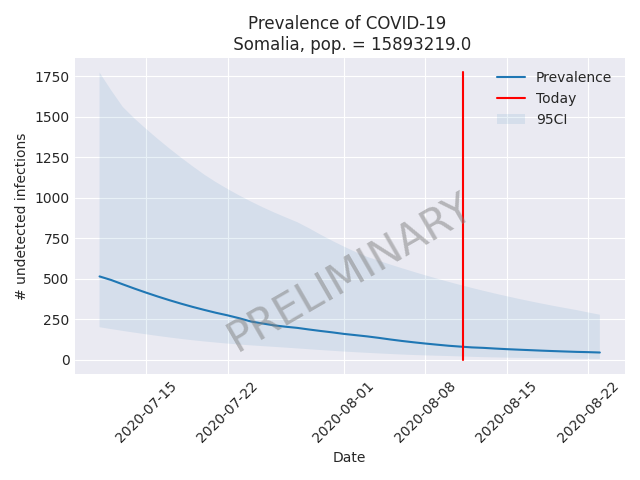 Prevalence of COVID-19
Somalia, pop. = 15893219.0
# undetected infections
1750
1500
1250
1000
750
500
250
0
Prevalence
Today
95CI
PRELIMINARY
2020-07-15
2020-07-22
2020-08-01
2020-08-08
2020-08-15
2020-08-22
Date